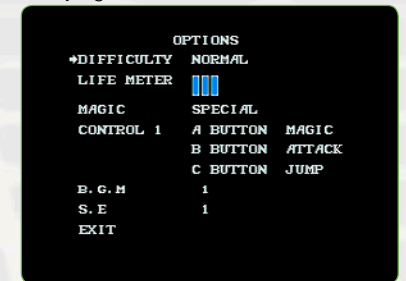 OPTIONS
DIFFICULTY NORMAL
LIFE METER
MAGIC SPECIAL
CONTROL 1 A BUTTON MAGIC
B BUTTON ATTACK
C BUTTON JUMP
B.G.M 1
S.E 1
EXIT